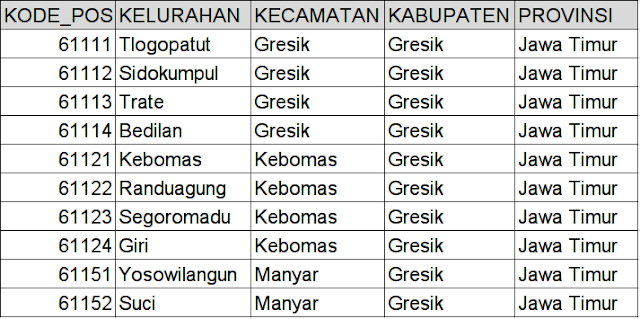 KODE_POS KELURAHAN KECAMATAN KABUPATEN PROVINSI
61111 Tlogopatut Gresik Gresik Jawa Timur
61112 Sidokumpul Gresik Gresik Jawa Timur
61113 Trate Gresik Gresik Jawa Timur
61114 Bedilan Gresik Gresik Jawa Timur
61121 Kebomas Kebomas Gresik Jawa Timur
61122 Randuagung Kebomas Gresik Jawa Timur
61123 Segoromadu Kebomas Gresik Jawa Timur
61124 Giri Kebomas Gresik Jawa Timur
61151 Yosowilangun Manyar Gresik Jawa Timur
61152 Suci Manyar Gresik Jawa Timur